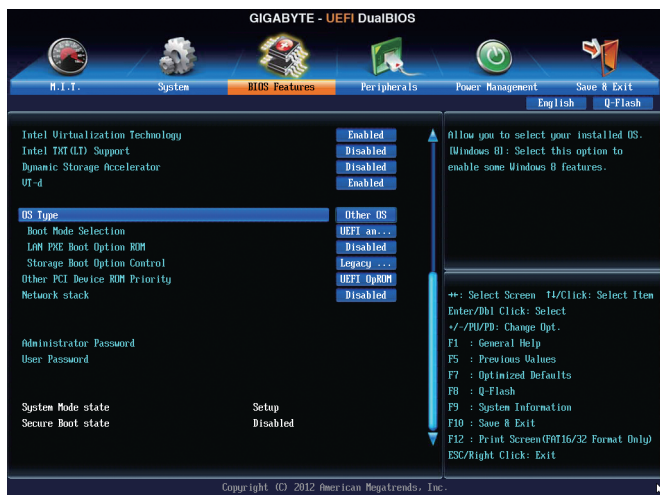 GIGABYTE - UEFI DualBIOS
M.I.T.
System
BIOS Features
Peripherals
Power Management
Save & Exit
English
Q-Flash
Intel Virtualization Technology Enabled
Intel TXT(LT) Support Disabled
Dynamic Storage Accelerator Disabled
VT-d Enabled
OS Type Other OS
Boot Mode Selection UEFI an...
LAN PXE Boot Option ROM Disabled
Storage Boot Option Control Legacy ...
Other PCI Device ROM Priority UEFI OpROM
Network stack Disabled
Administrator Password
User Password
System Mode state Setup
Secure Boot state Disabled
Allow you to select your installed OS.
[Windows 8]: Select this option to
enable some Windows 8 features.
→←: Select Screen ↑↓/Click: Select Item
Enter/Dbl Click: Select
+/-/PU/PD: Change Opt.
F1 : General Help
F5 : Previous Values
F7 : Optimized Defaults
F8 : Q-Flash
F9 : System Information
F10 : Save & Exit
F12 : Print Screen(FAT16/32 Format Only)
ESC/Right Click: Exit
Copyright (C) 2012 American Megatrends, Inc.